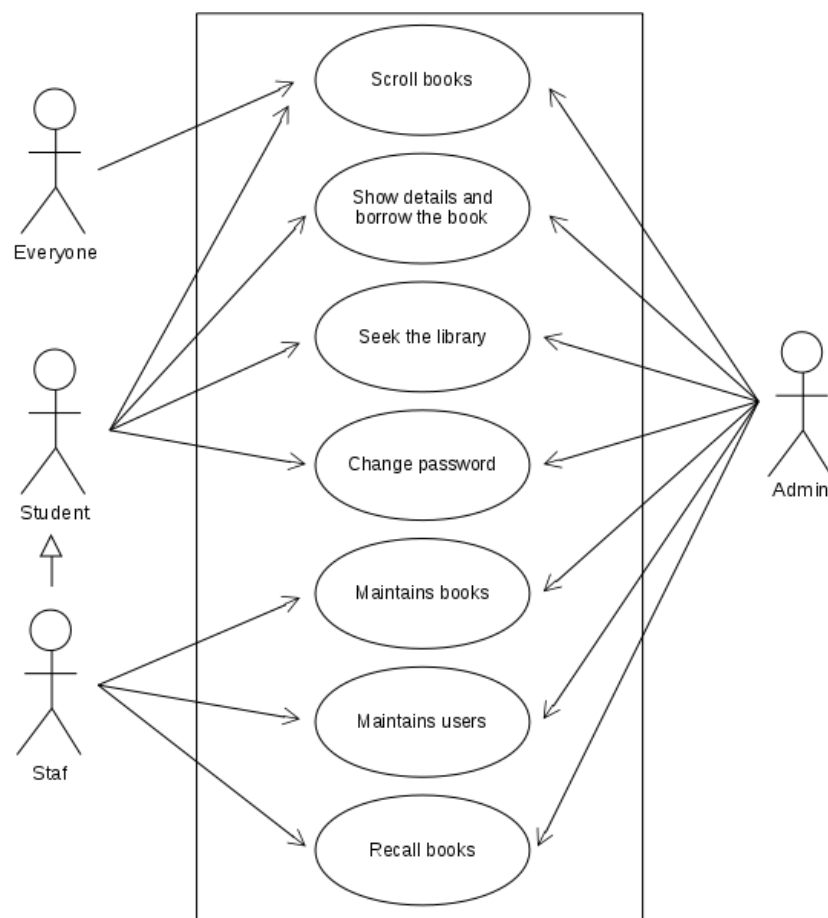 Scroll books
Everyone
Show details and
borrow the book
Seek the library
Student
Change password
Admin
Maintains books
Staf
Maintains users
Recall books